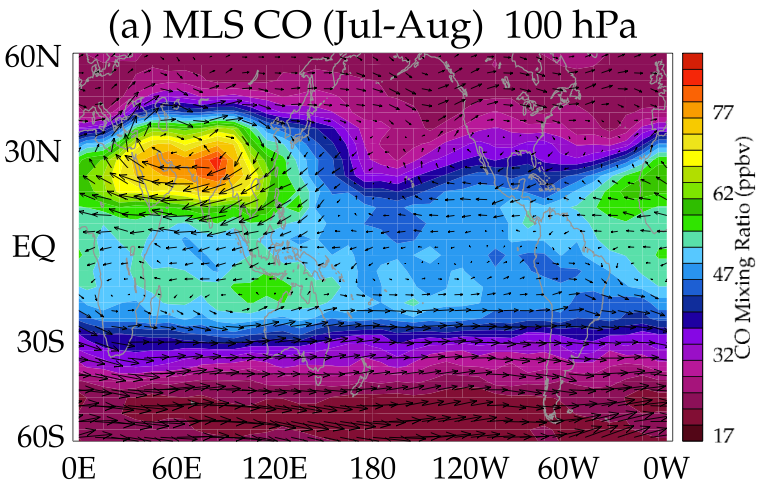 (a) MLS CO (Jul-Aug) 100 hPa
60N
30N
EQ
30S
60S
0E 60E 120E 180 120W 60W 0W
77
62
47
32
17
CO Mixing Ratio (ppbv)